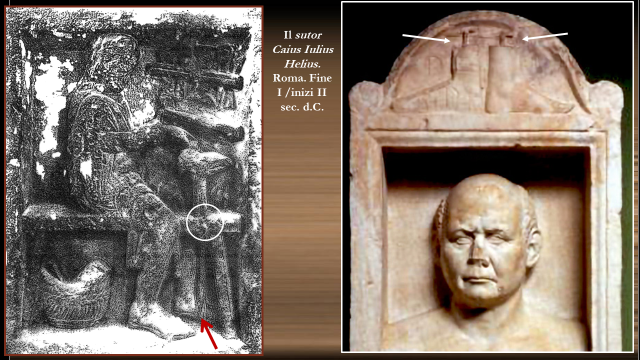 Il sutor
Caius Iulius
Helius.
Roma. Fine
I /inizi II
sec. d.C.